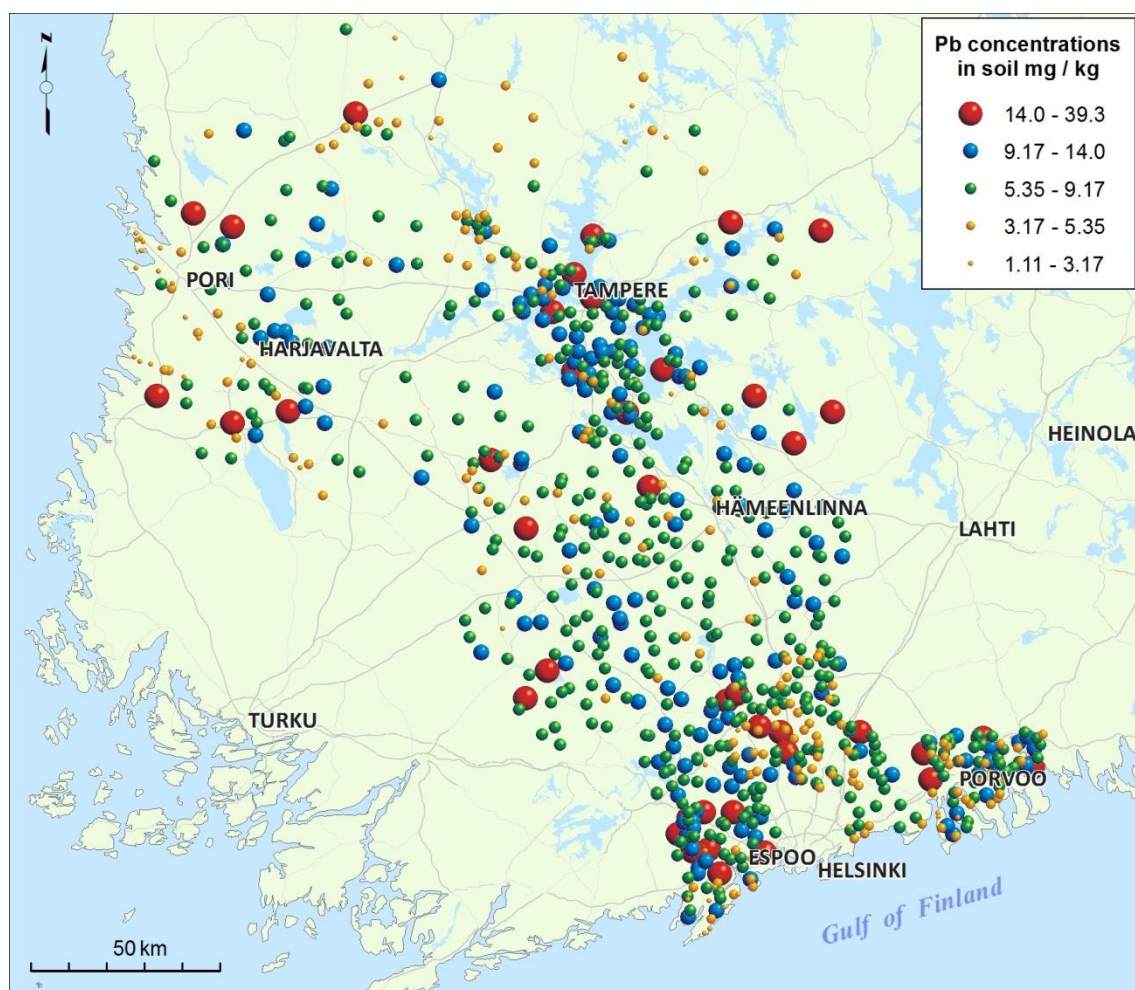 z
Pb concentrations
in soil mg / kg
14.0 - 39.3
9.17 - 14.0
5.35 - 9.17
3.17 - 5.35
1.11 - 3.17
PORI
TAMPERE
HARJAVALTA
HEINOLA
HÄMEENLINNA
LAHTI
TURKU
PORVOO
ESPOO
HELSINKI
Gulf of Finland
50 km